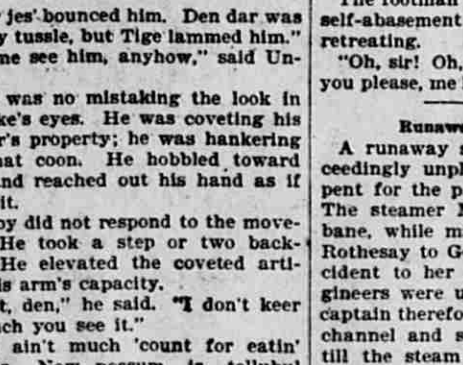 jes' bounced him. Den dar was
tussle, but Tige lammed him."
me see him, anyhow," said Un-
was no mistaking the look in
ke's eyes. He was coveting his
r's property; he was hankering
at coon. He hobbled toward
nd reached out his hand as if
it.
oy did not respond to the move-
He took a step or two back-
He elevated the coveted arti-
is arm's capacity.
t, den," he said. "I don't keer
ch you see it."
ain't much 'count for eatin'
self-abasement
retreating.
"Oh, sir! Oh,
you please, me
Runaw
A runaway s
ceedingly unpl
pent for the p
The steamer
bane, while m
Rothesay to G
cident to her
gineers were u
captain therefo
channel and s
till the steam